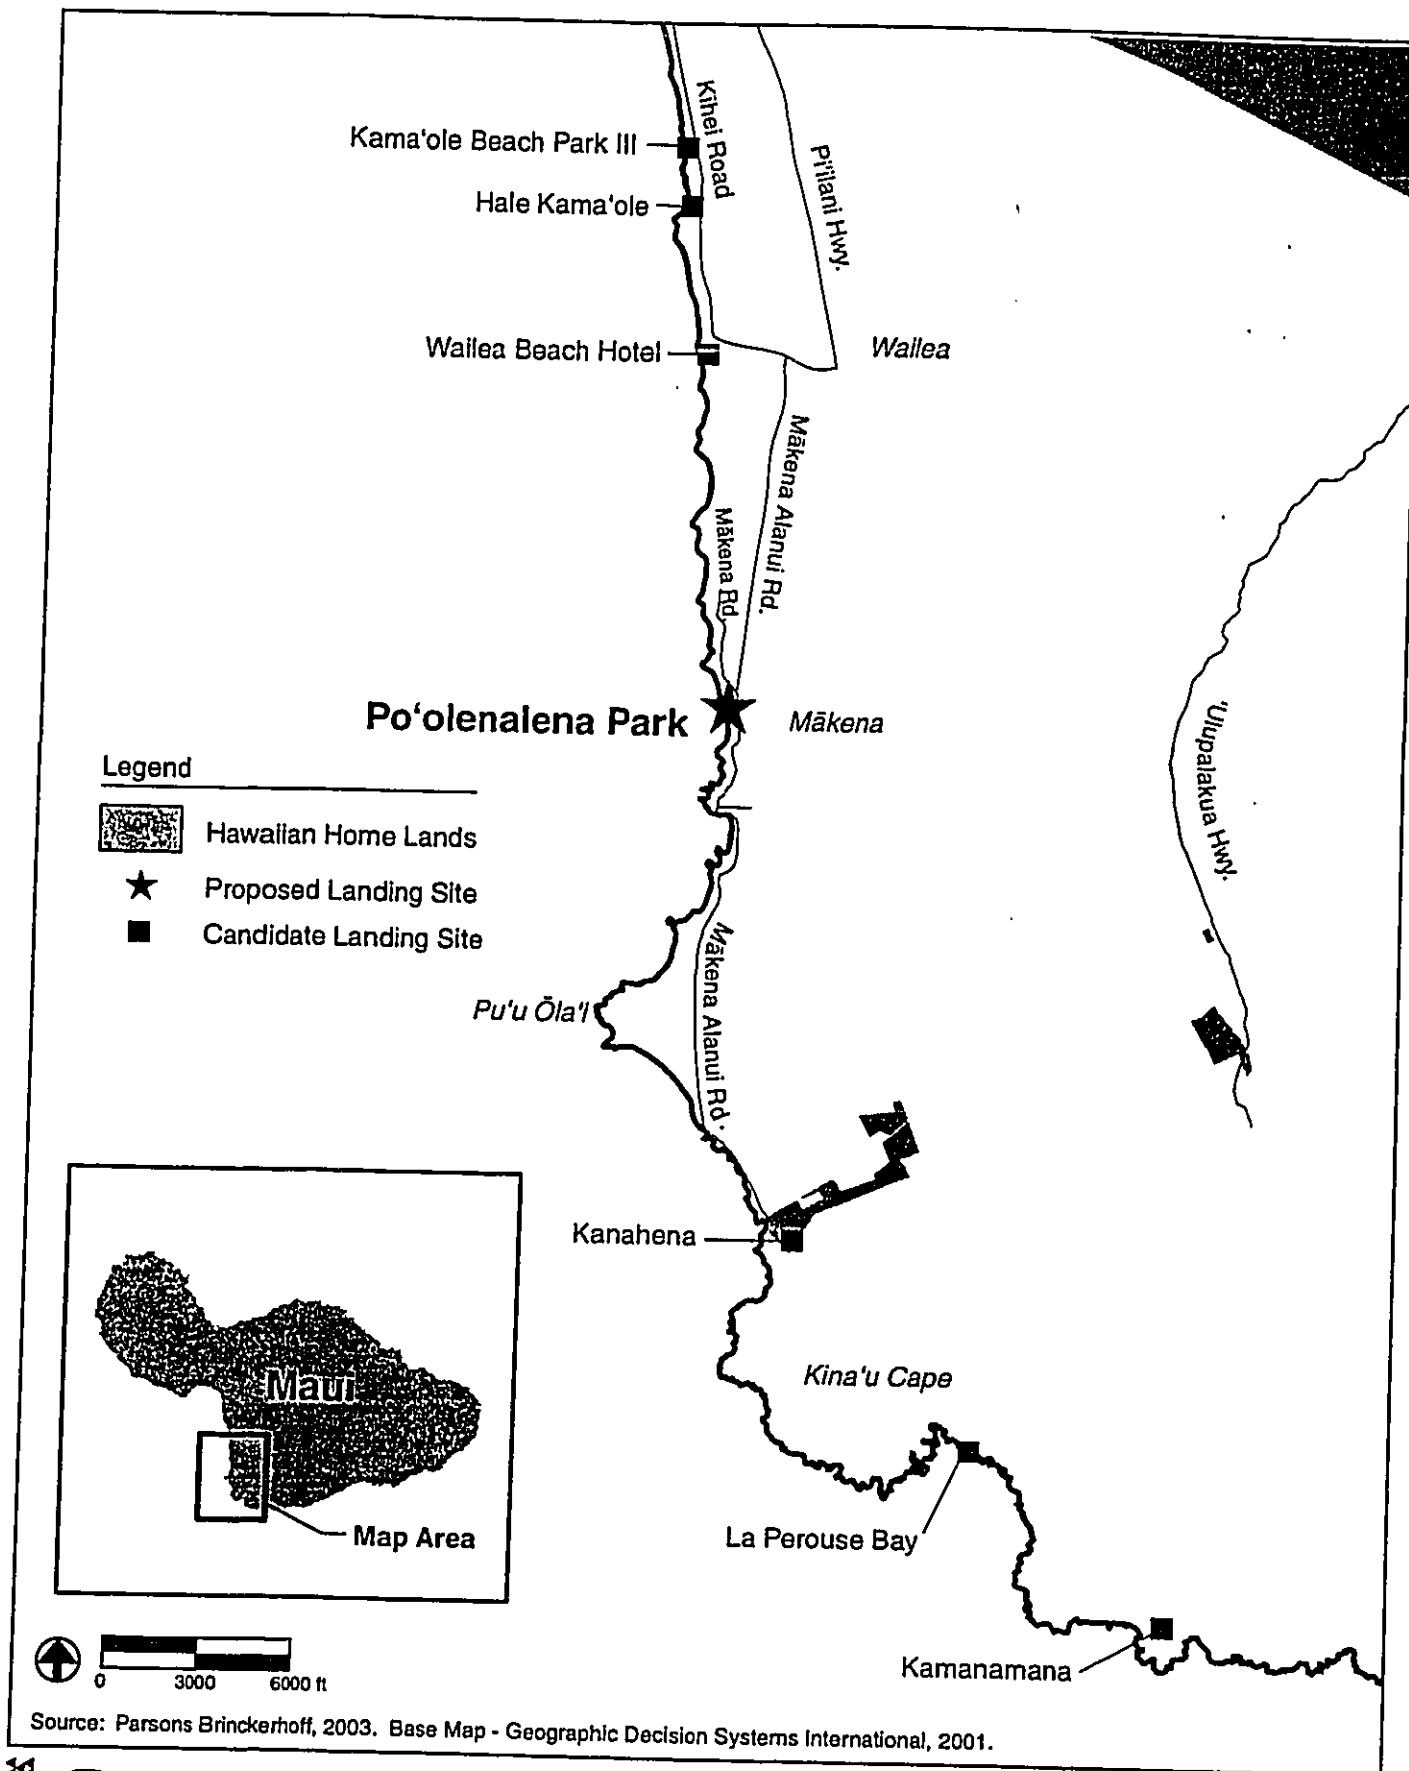 Kīhei Road
Pi'ilani Hwy.
Kama'ole Beach Park III
Hale Kama'ole
Wailea Beach Hotel
Wailea
Mākena Alanui Rd.
Mākena Rd
Po'olenalena Park
Mākena
'Ulupalakua Hwy.
Legend
Hawaiian Home Lands
Proposed Landing Site
Candidate Landing Site
Mākena Alanui Rd.
Pu'u Ōla'i
Kanahena
Maui
Map Area
Kina'u Cape
La Perouse Bay
Kamanamana
0 3000 6000 ft
Source: Parsons Brinckerhoff, 2003. Base Map - Geographic Decision Systems International, 2001.